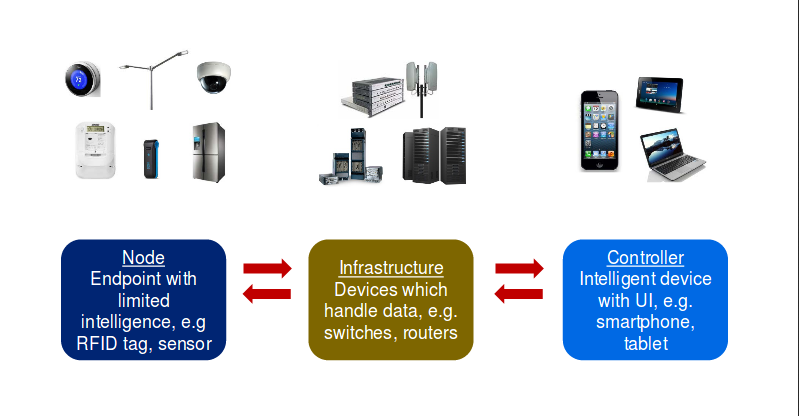 Node
Endpoint with
limited
intelligence, e.g
RFID tag, sensor
Infrastructure
Devices which
handle data, e.g.
switches, routers
Controller
Intelligent device
with UI, e.g.
smartphone,
tablet